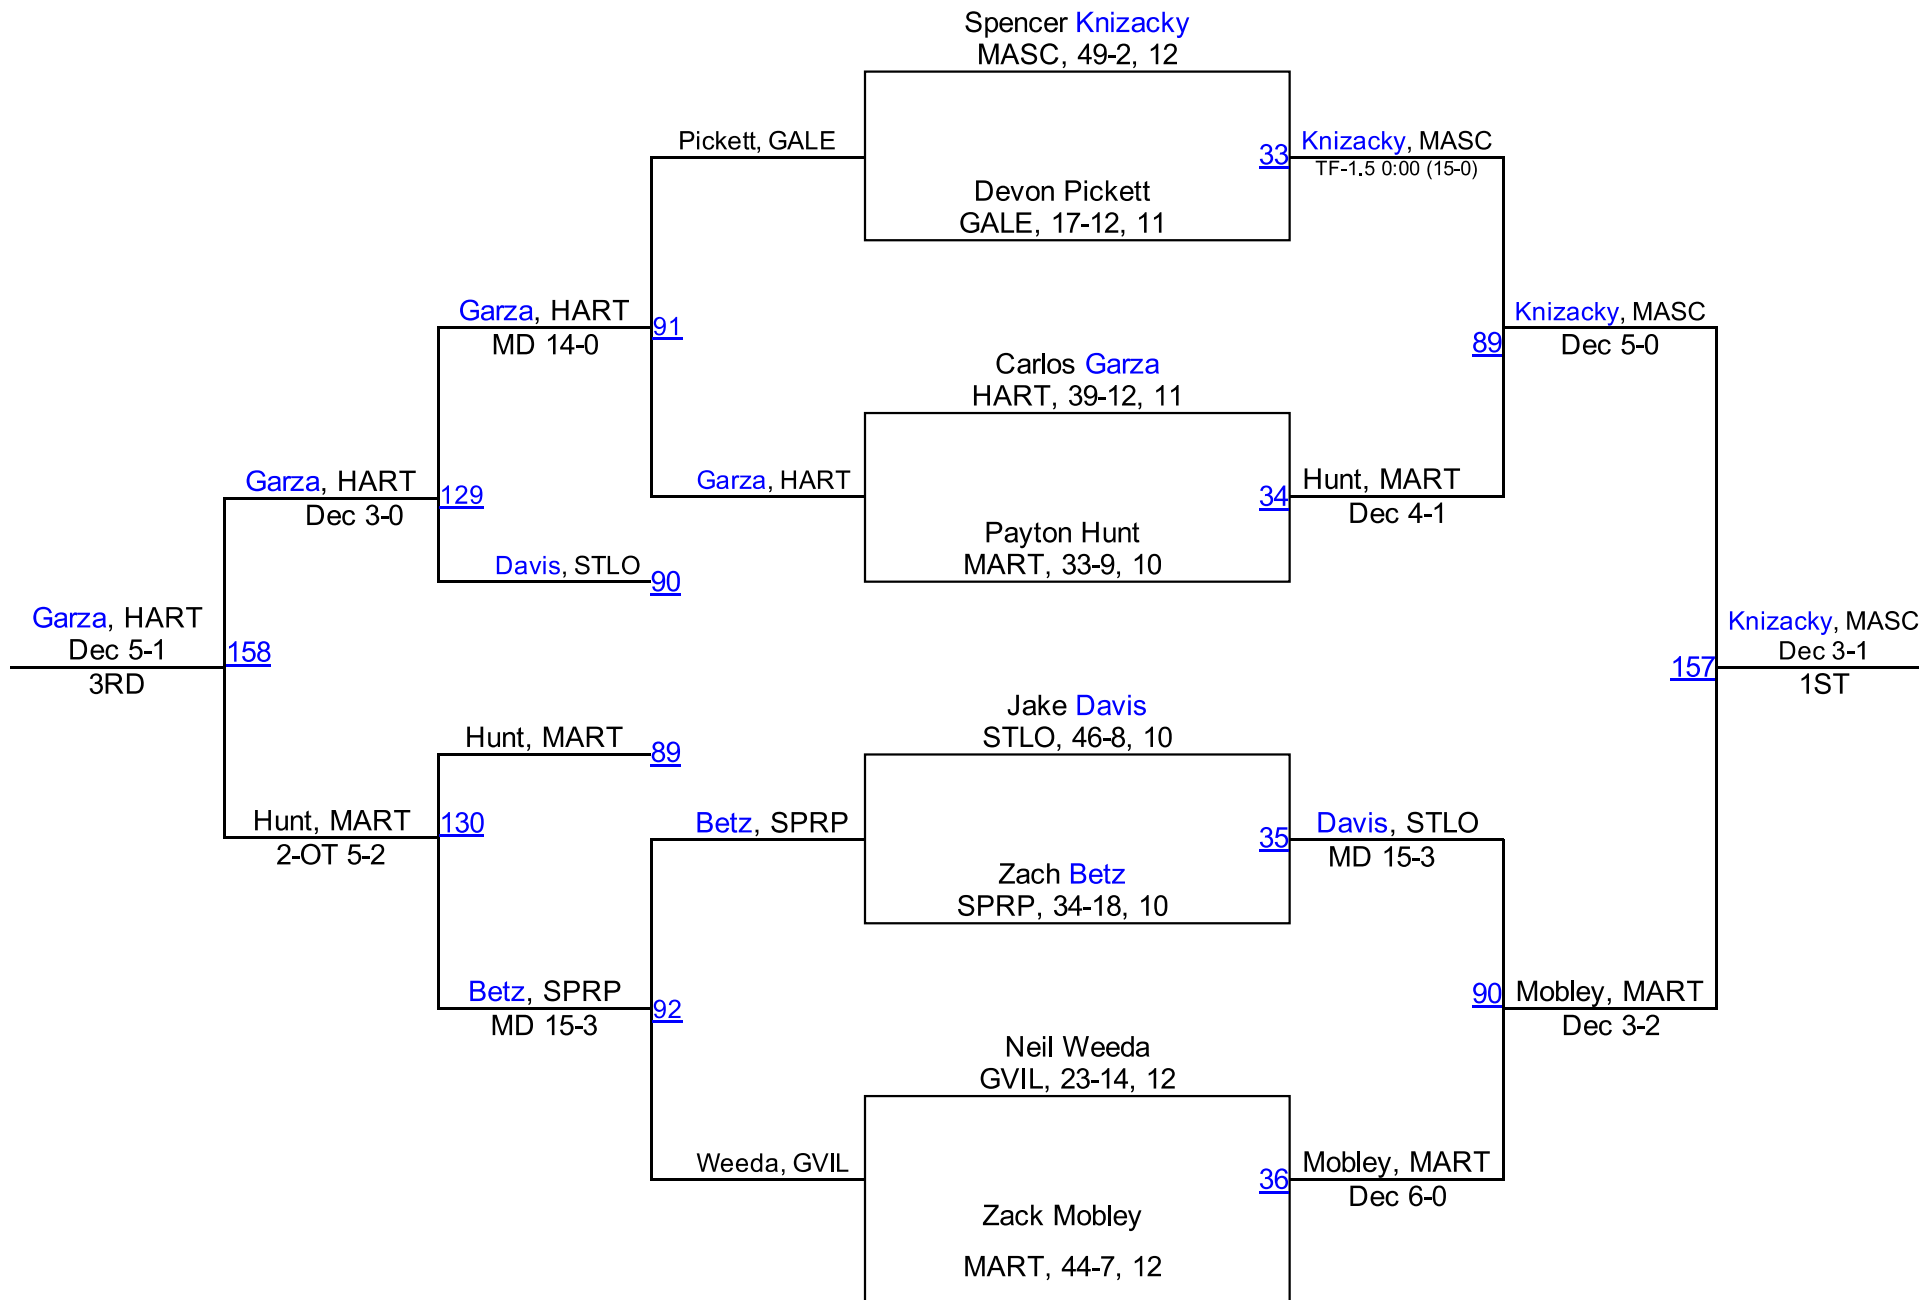 Spencer Knizacky
MASC, 49-2, 12
Pickett, GALE
33
Knizacky, MASC
TF-1.5 0:00 (15-0)
Devon Pickett
GALE, 17-12, 11
Garza, HART
MD 14-0
91
Knizacky, MASC
Dec 5-0
89
Carlos Garza
HART, 39-12, 11
Garza, HART
Dec 3-0
129
Garza, HART
34
Hunt, MART
Dec 4-1
Payton Hunt
MART, 33-9, 10
Davis, STLO
90
Garza, HART
Dec 5-1
3RD
158
157
Knizacky, MASC
Dec 3-1
1ST
Jake Davis
STLO, 46-8, 10
Hunt, MART
89
Hunt, MART
2-OT 5-2
130
Betz, SPRP
35
Davis, STLO
MD 15-3
Zach Betz
SPRP, 34-18, 10
Betz, SPRP
MD 15-3
92
90
Mobley, MART
Dec 3-2
Neil Weeda
GVIL, 23-14, 12
Weeda, GVIL
36
Mobley, MART
Dec 6-0
Zack Mobley
MART, 44-7, 12